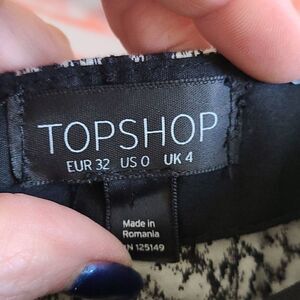 TOPSHOP
EUR 32 US 0 UK 4
Made in
Romania
125149